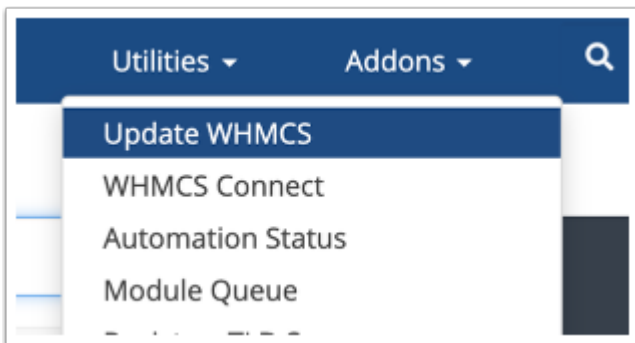 Utilities Addons
Update WHMCS
WHMCS Connect
Automation Status
Module Queue